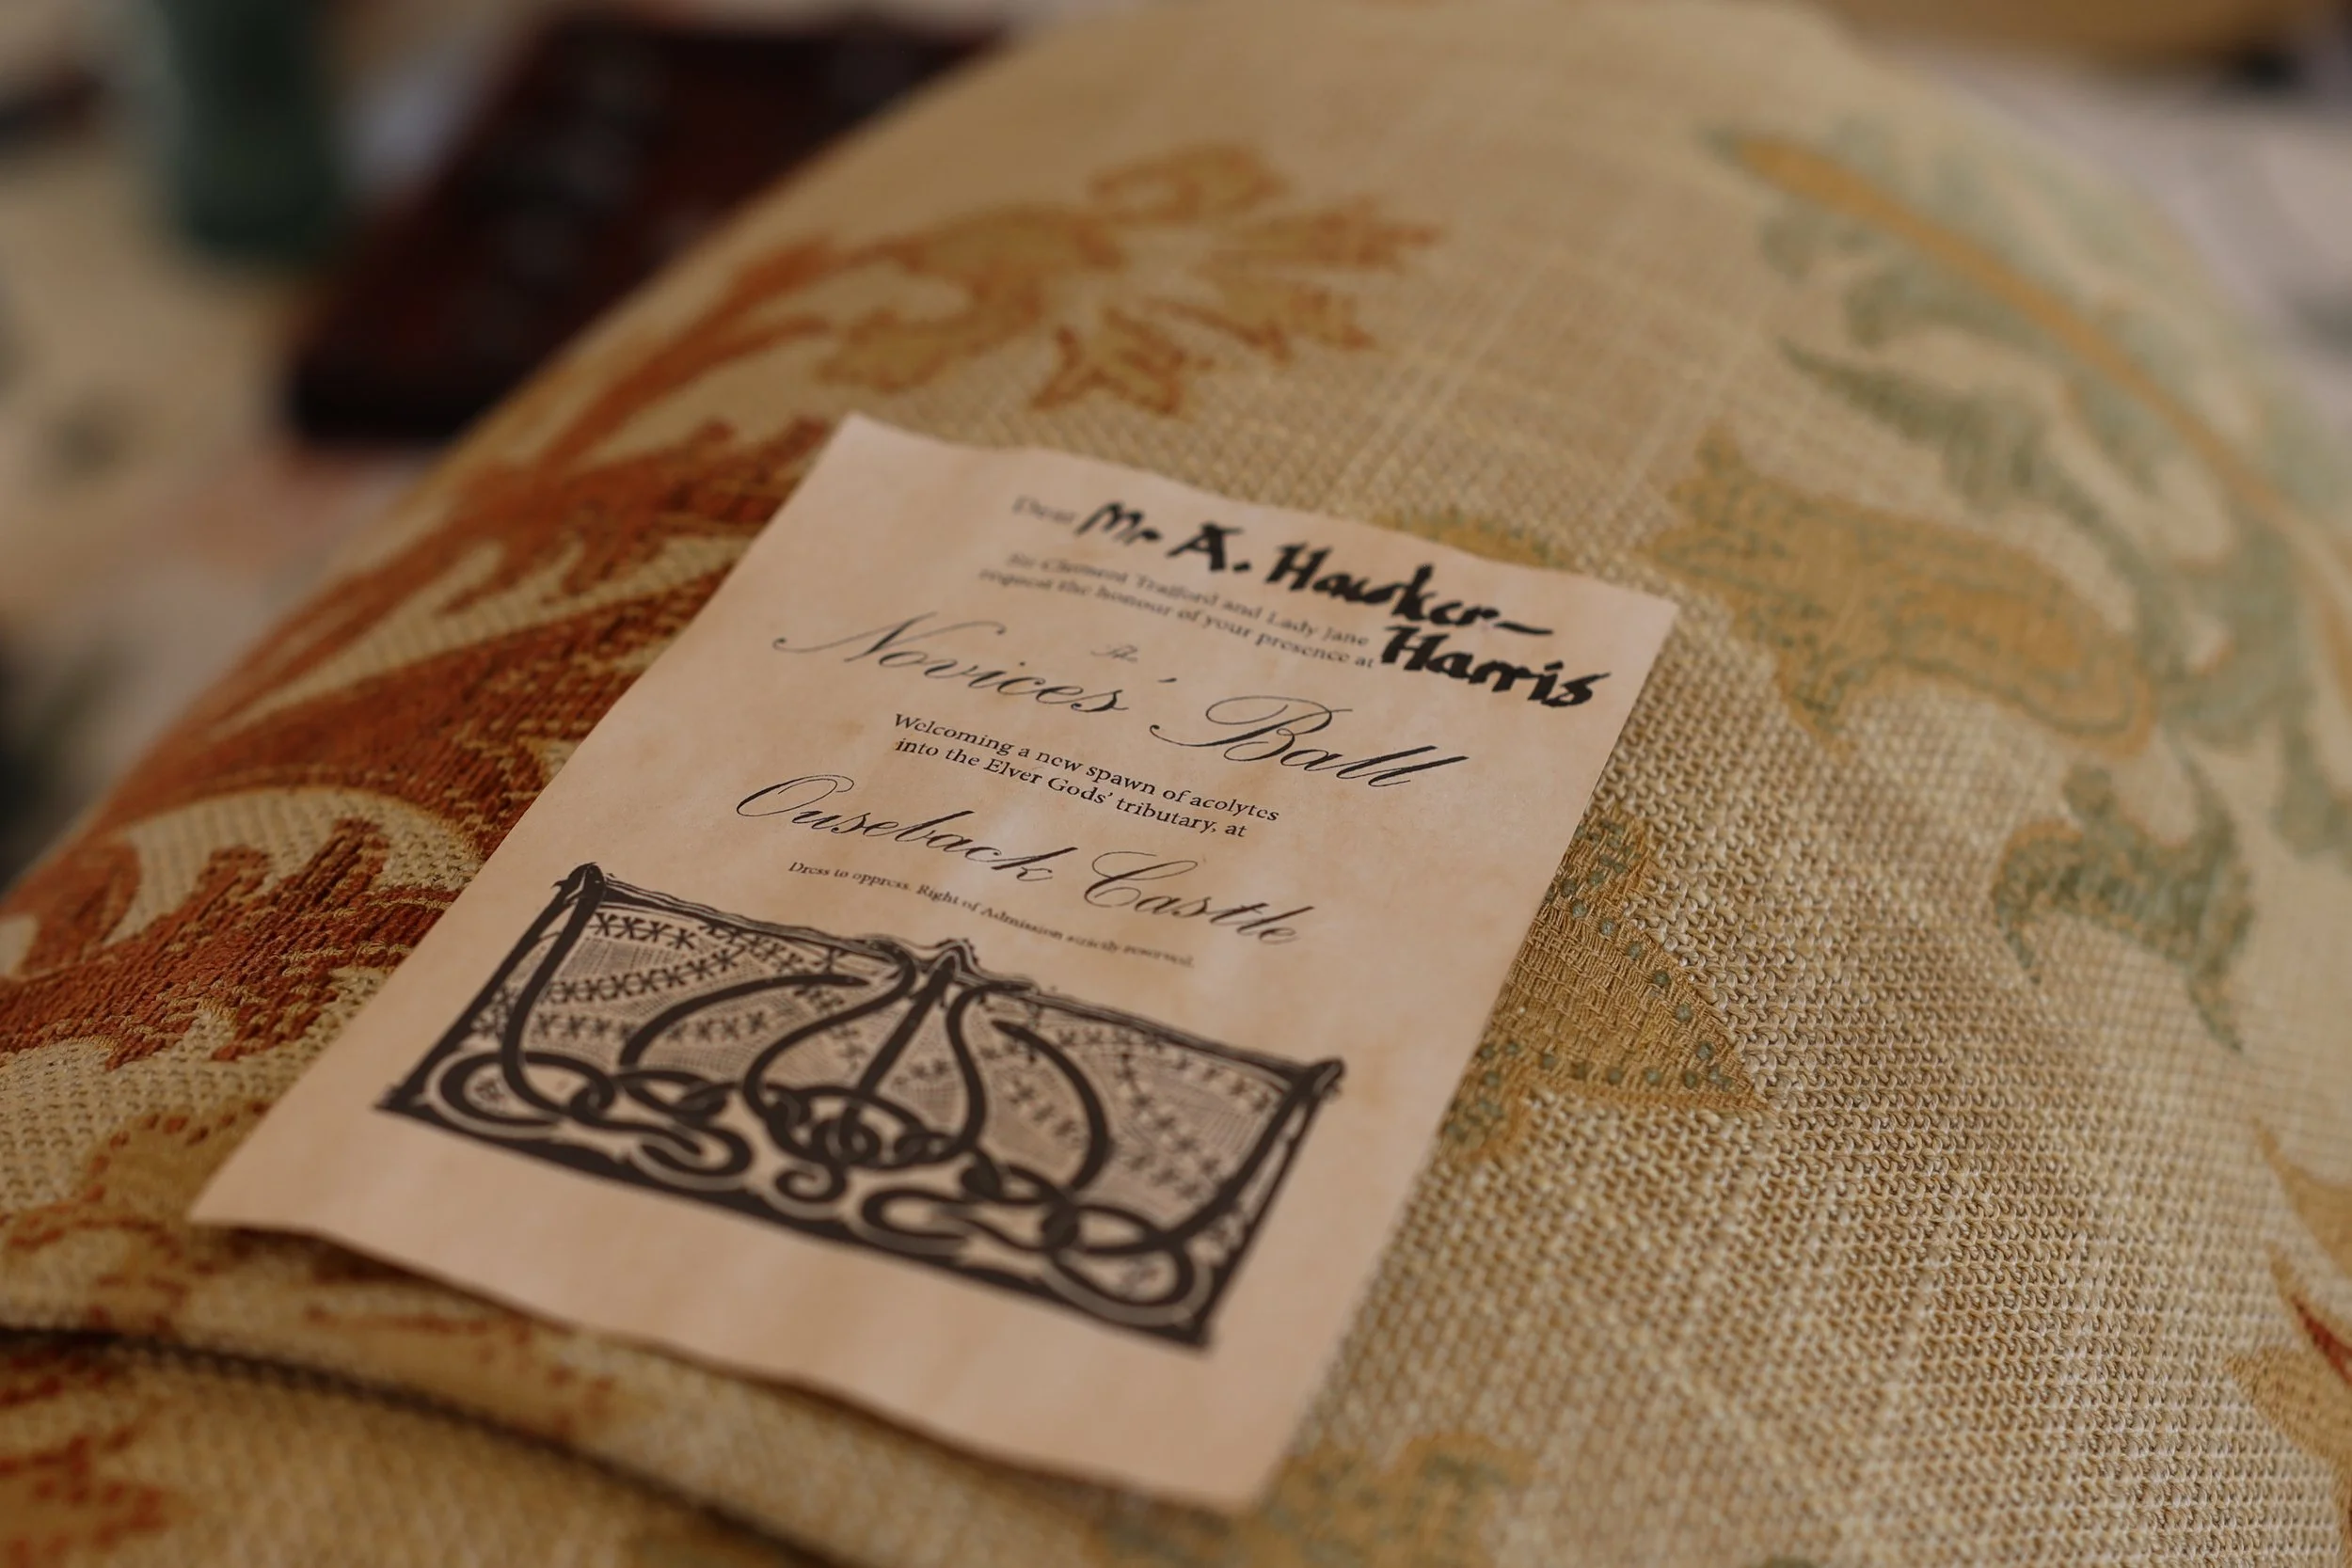 Dear Mr A. Hawker-
Harris
Sir Clement Trafford and Lady Jane
request the honour of your presence at
The
Novices' Ball
Welcoming a new spawn of acolytes
into the Elver Gods' tributary, at
Ouseback Castle
Dress to oppress. Right of Admission strictly reserved.